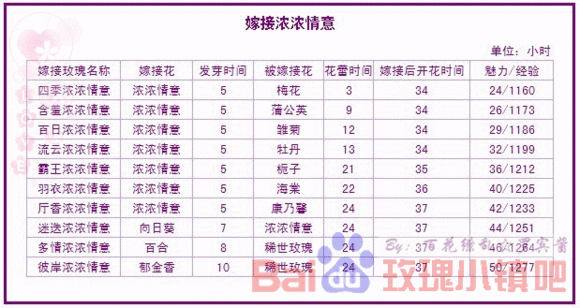 嫁接浓浓情意
单位：小时
嫁接玫瑰名称 嫁接花 发芽时间 被嫁接花 花蕾时间 嫁接后开花时间 魅力/经验
四季浓浓情意 浓浓情意 5 梅花 3 34 24/1160
含羞浓浓情意 浓浓情意 5 蒲公英 9 34 26/1173
百日浓浓情意 浓浓情意 5 雏菊 12 34 29/1186
流云浓浓情意 浓浓情意 5 牡丹 13 34 32/1199
霸王浓浓情意 浓浓情意 5 栀子 21 35 36/1212
羽衣浓浓情意 浓浓情意 5 海棠 22 36 40/1225
厅香浓浓情意 浓浓情意 5 康乃馨 24 37 42/1233
迷迭浓浓情意 向日葵 7 浓浓情意 24 37 44/1251
多情浓浓情意 百合 8 稀世玫瑰 24 37 46/1264
彼岸浓浓情意 郁金香 10 稀世玫瑰 24 37 50/1277
By: 百花缭乱
Bai 百度 玫瑰小镇吧